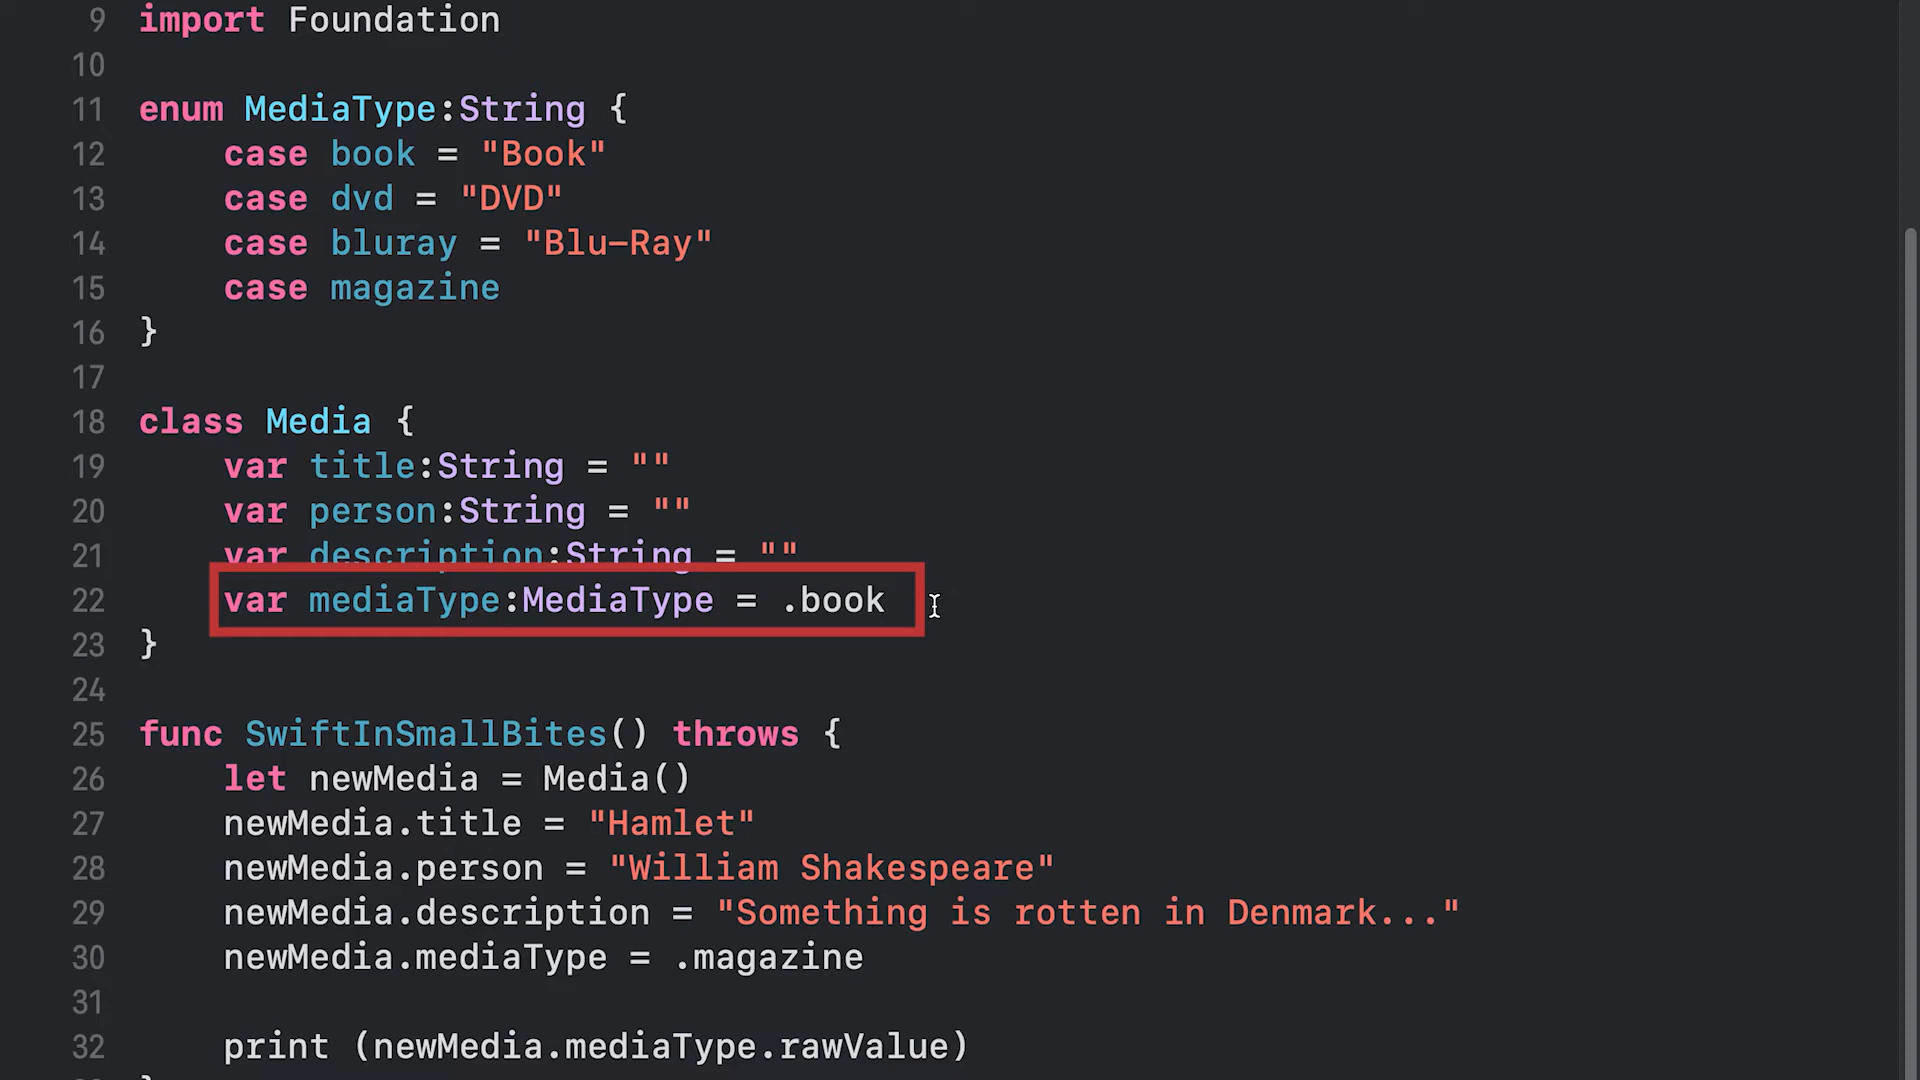 9 import Foundation
10
11 enum MediaType:String {
12 case book = "Book"
13 case dvd = "DVD"
14 case bluray = "Blu-Ray"
15 case magazine
16 }
17
18 class Media {
19 var title:String = ""
20 var person:String = ""
21 var description:String = ""
22 var mediaType:MediaType = .book
23 }
24
25 func SwiftInSmallBites() throws {
26 let newMedia = Media()
27 newMedia.title = "Hamlet"
28 newMedia.person = "William Shakespeare"
29 newMedia.description = "Something is rotten in Denmark..."
30 newMedia.mediaType = .magazine
31
32 print (newMedia.mediaType.rawValue)